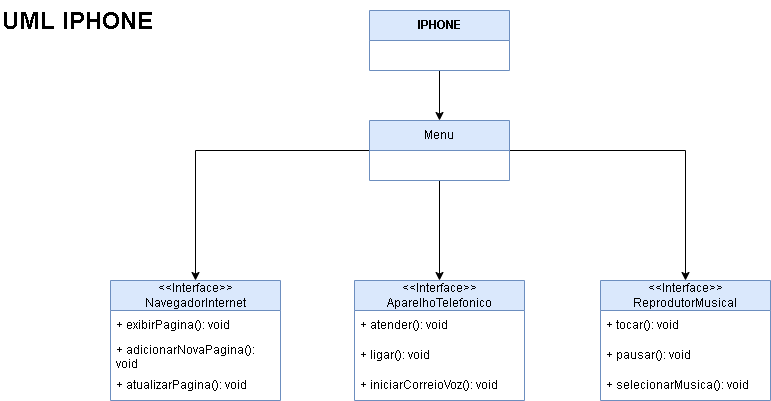 UML IPHONE
IPHONE
Menu
<<Interface>>
NavegadorInternet
+ exibirPagina(): void
+ adicionarNovaPagina():
void
+ atualizarPagina(): void
<<Interface>>
AparelhoTelefonico
+ atender(): void
+ ligar(): void
+ iniciarCorreioVoz(): void
<<Interface>>
ReprodutorMusical
+ tocar(): void
+ pausar(): void
+ selecionarMusica(): void